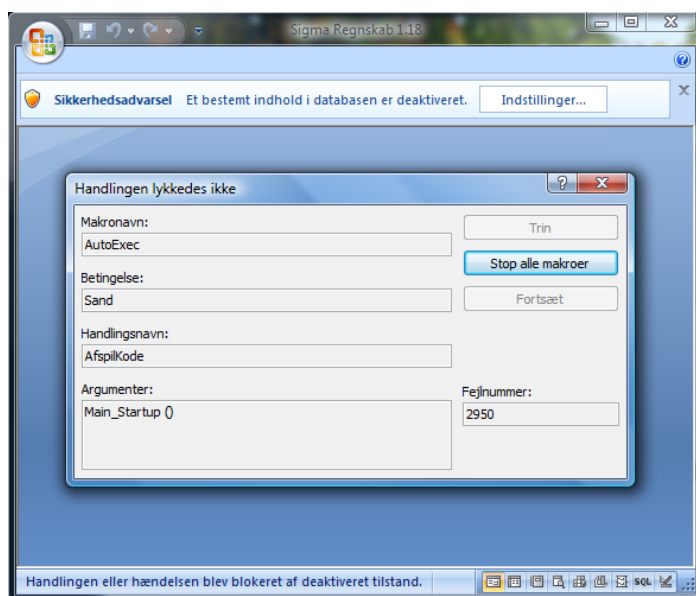 Sigma Regnskab 1.18
Sikkerhedsadvarsel Et bestemt indhold i databasen er deaktiveret. Indstillinger...
Handlingen lykkedes ikke
Makronavn:
AutoExec
Betingelse:
Sand
Handlingsnavn:
AfspilKode
Argumenter:
Main_Startup ()
Trin
Stop alle makroer
Fortsæt
Fejlnummer:
2950
Handlingen eller hændelsen blev blokeret af deaktiveret tilstand.
SQL